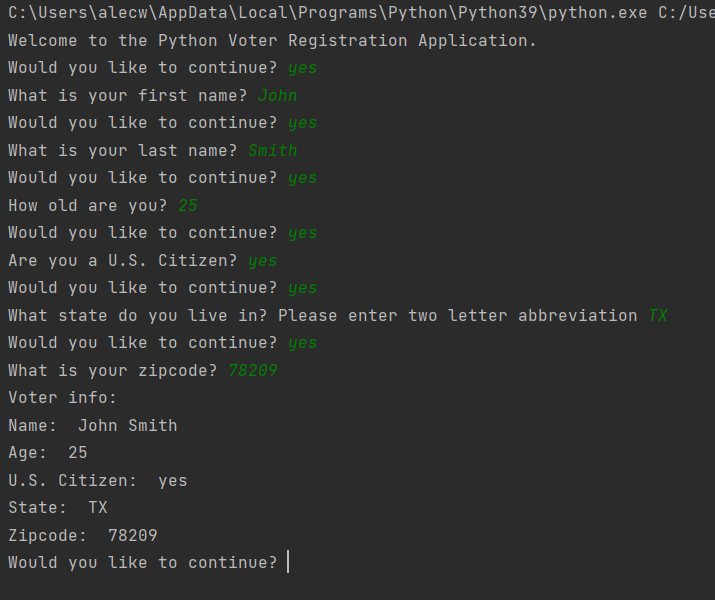 C:\Users\alecw\AppData\Local\Programs\Python\Python39\python.exe C:/Use
Welcome to the Python Voter Registration Application.
Would you like to continue? yes
What is your first name? John
Would you like to continue? yes
What is your last name? Smith
Would you like to continue? yes
How old are you? 25
Would you like to continue? yes
Are you a U.S. Citizen? yes
Would you like to continue? yes
What state do you live in? Please enter two letter abbreviation TX
Would you like to continue? yes
What is your zipcode? 78209
Voter info:
Name:  John Smith
Age:  25
U.S. Citizen:  yes
State:  TX
Zipcode:  78209
Would you like to continue?